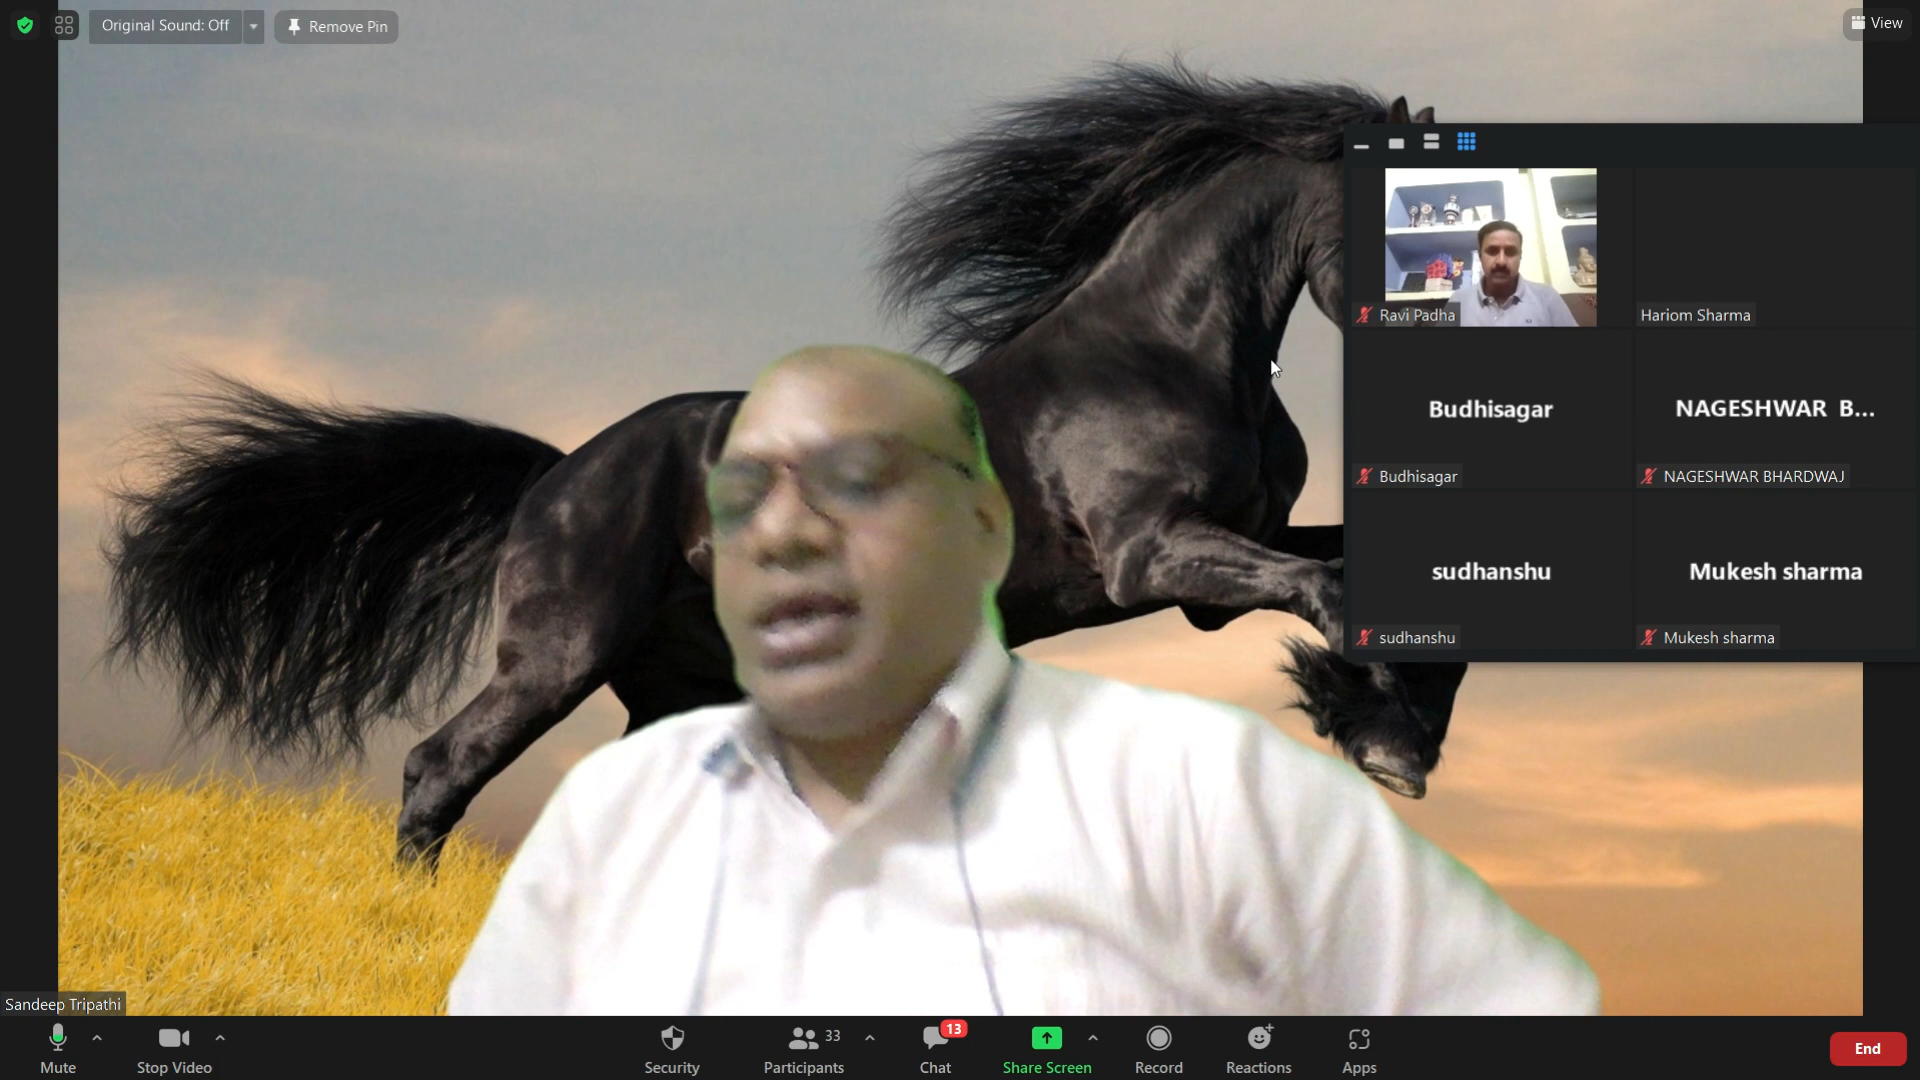 Original Sound: Off
Remove Pin
View
Ravi Padha
Hariom Sharma
Budhisagar
NAGESHWAR B...
Budhisagar
NAGESHWAR BHARDWAJ
sudhanshu
Mukesh sharma
sudhanshu
Mukesh sharma
Sandeep Tripathi
33
13
Mute
Stop Video
Security
Participants
Chat
Share Screen
Record
Reactions
Apps
End